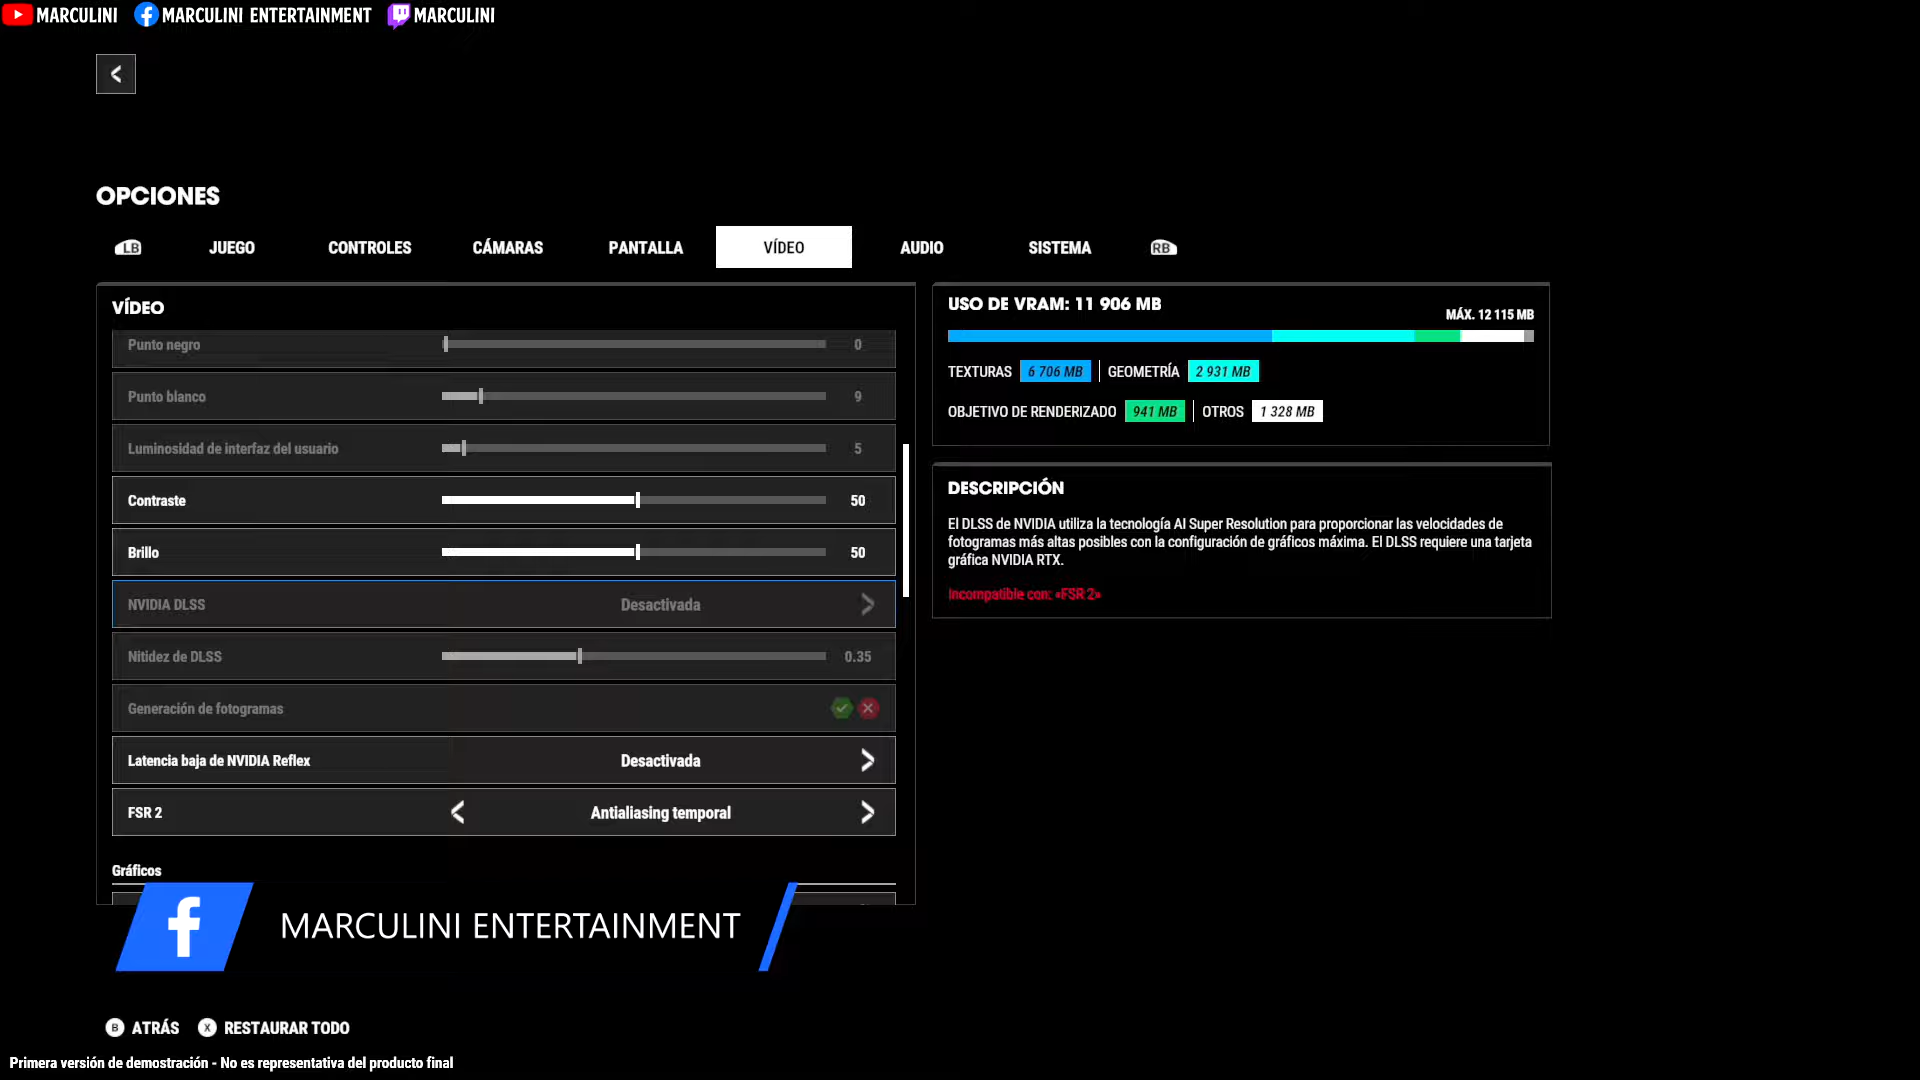 MARCULINI
MARCULINI ENTERTAINMENT
MARCULINI
OPCIONES
LB
JUEGO
CONTROLES
CÁMARAS
PANTALLA
VÍDEO
AUDIO
SISTEMA
RB
VÍDEO
Punto negro
0
Punto blanco
9
Luminosidad de interfaz del usuario
5
Contraste
50
Brillo
50
NVIDIA DLSS
Desactivada
Nitidez de DLSS
0.35
Generación de fotogramas
Latencia baja de NVIDIA Reflex
Desactivada
FSR 2
Antialiasing temporal
Gráficos
USO DE VRAM: 11 906 MB
MÁX. 12 115 MB
TEXTURAS 6 706 MB GEOMETRÍA 2 931 MB
OBJETIVO DE RENDERIZADO 941 MB OTROS 1 328 MB
DESCRIPCIÓN
El DLSS de NVIDIA utiliza la tecnología AI Super Resolution para proporcionar las velocidades de
fotogramas más altas posibles con la configuración de gráficos máxima. El DLSS requiere una tarjeta
gráfica NVIDIA RTX.
Incompatible con: «FSR 2»
MARCULINI ENTERTAINMENT
B ATRÁS X RESTAURAR TODO
Primera versión de demostración - No es representativa del producto final